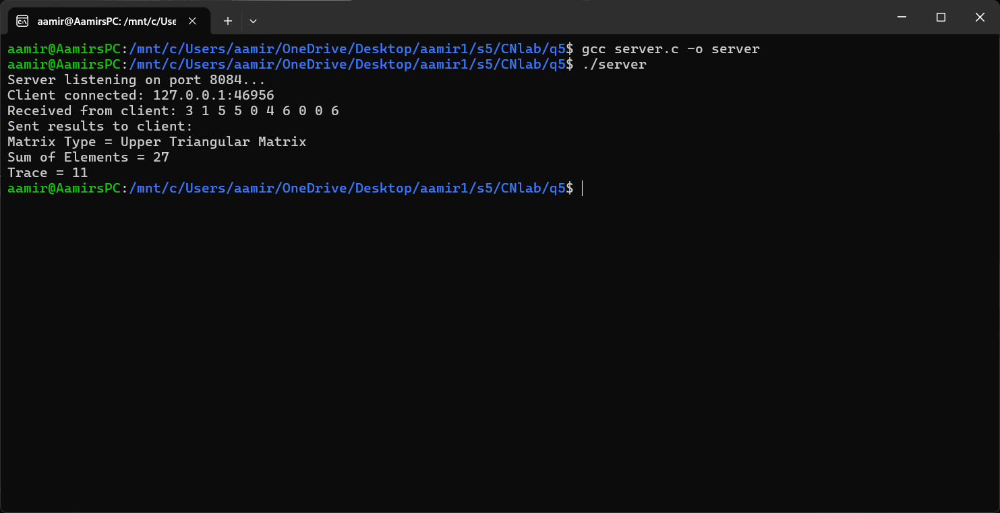 aamir@AamirsPC: /mnt/c/Use
aamir@AamirsPC:/mnt/c/Users/aamir/OneDrive/Desktop/aamir1/s5/CNlab/q5$ gcc server.c -o server
aamir@AamirsPC:/mnt/c/Users/aamir/OneDrive/Desktop/aamir1/s5/CNlab/q5$ ./server
Server listening on port 8084...
Client connected: 127.0.0.1:46956
Received from client: 3 1 5 5 0 4 6 0 0 6
Sent results to client:
Matrix Type = Upper Triangular Matrix
Sum of Elements = 27
Trace = 11
aamir@AamirsPC:/mnt/c/Users/aamir/OneDrive/Desktop/aamir1/s5/CNlab/q5$